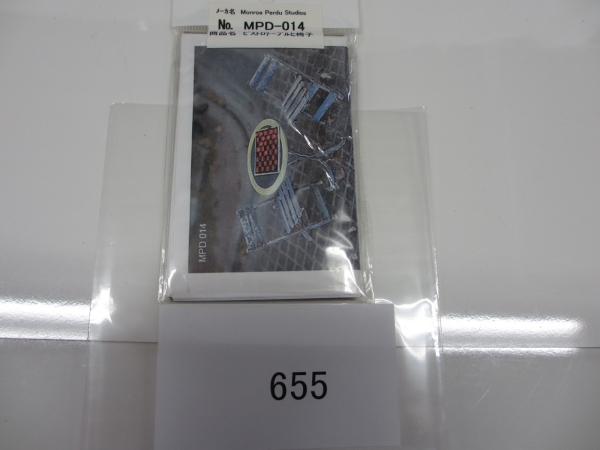 メーカ名 Monroe Perdu Studios
No. MPD-014
商品名 ビストロテーブルと椅子
MPD 014
655